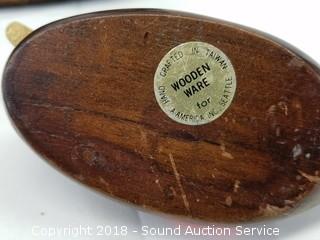 HAND CRAFTED IN TAIWAN
WOODEN
WARE
for
AMERICA INC. SEATTLE
Copyright 2018 - Sound Auction Service